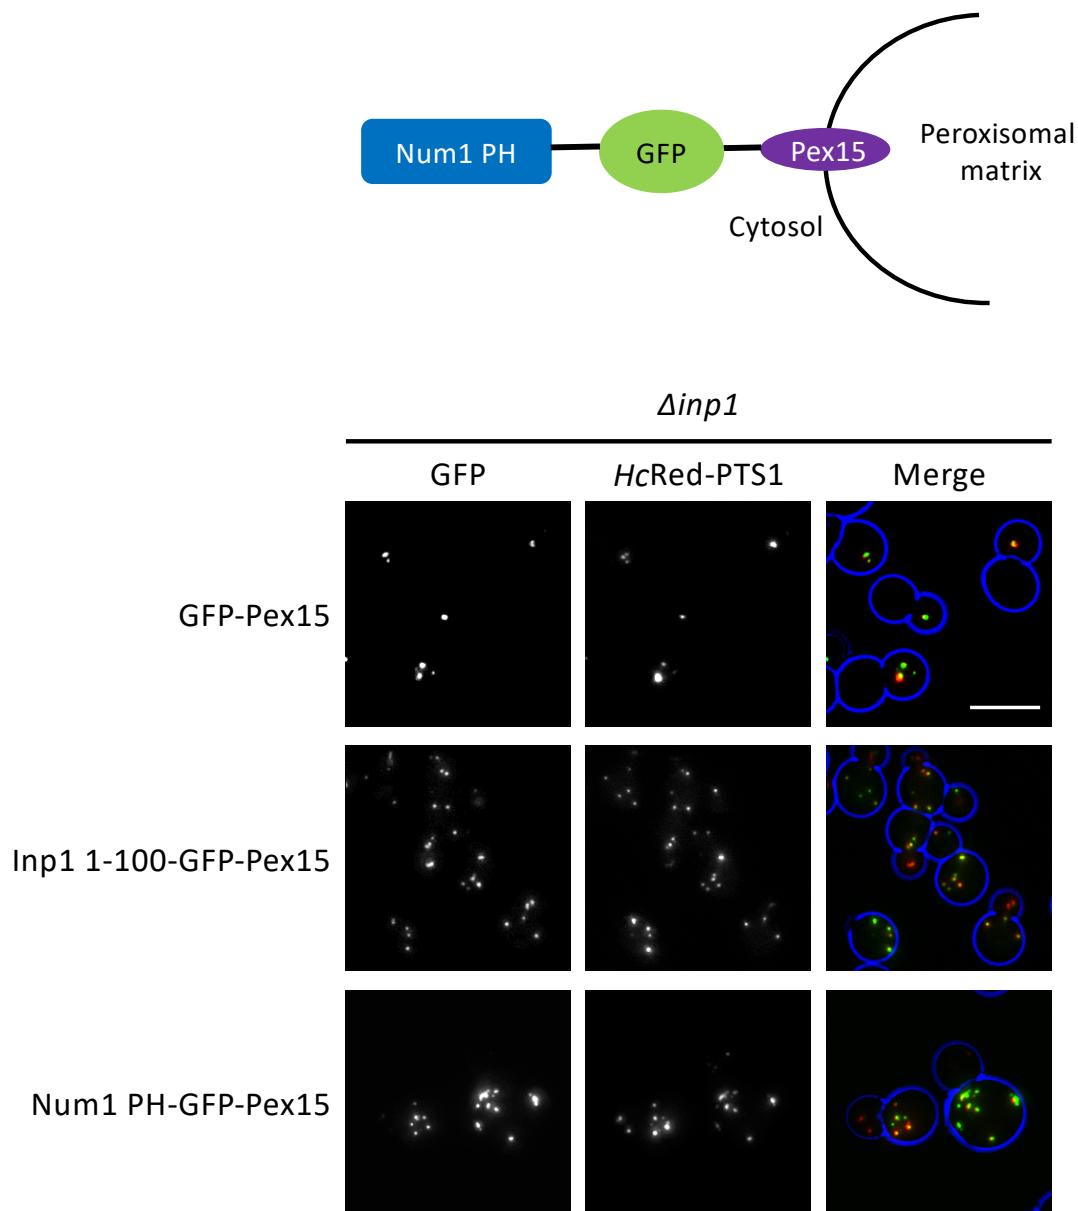 Num1 PH
GFP
Pex15
Peroxisomal
matrix
Cytosol
Δinp1
GFP
HcRed-PTS1
Merge
GFP-Pex15
Inp1 1-100-GFP-Pex15
Num1 PH-GFP-Pex15